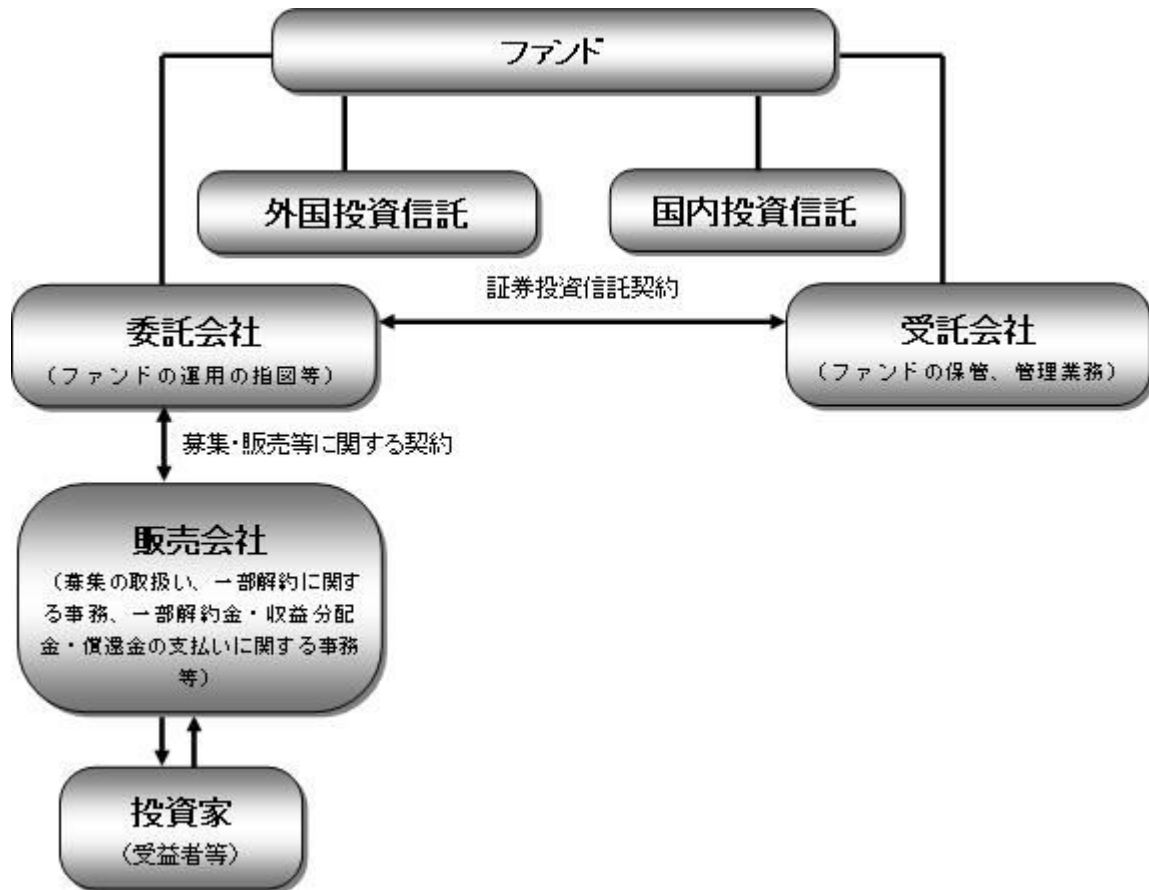 ファンド
外国投資信託
国内投資信託
証券投資信託契約
委託会社
(ファンドの運用の指図等)
受託会社
(ファンドの保管、管理業務)
募集・販売等に関する契約
販売会社
(募集の取扱い、一部解約に関す
る事務、一部解約金・収益分配
金・償還金の支払いに関する事務
等)
投資家
(受益者等)